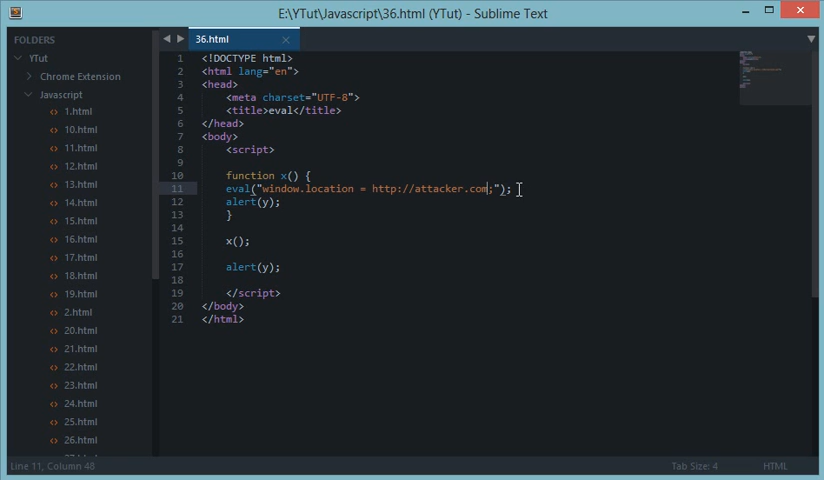 E:\YTut\Javascript\36.html (YTut) - Sublime Text
FOLDERS
YTut
Chrome Extension
Javascript
1.html
10.html
11.html
12.html
13.html
14.html
15.html
16.html
17.html
18.html
19.html
2.html
20.html
21.html
22.html
23.html
24.html
25.html
26.html
36.html
1 <!DOCTYPE html>
2 <html lang="en">
3 <head>
4 <meta charset="UTF-8">
5 <title>eval</title>
6 </head>
7 <body>
8 <script>
9
10 function x() {
11 eval("window.location = http://attacker.com;");
12 alert(y);
13 }
14
15 x();
16
17 alert(y);
18
19 </script>
20 </body>
21 </html>
Line 11, Column 48
Tab Size: 4
HTML